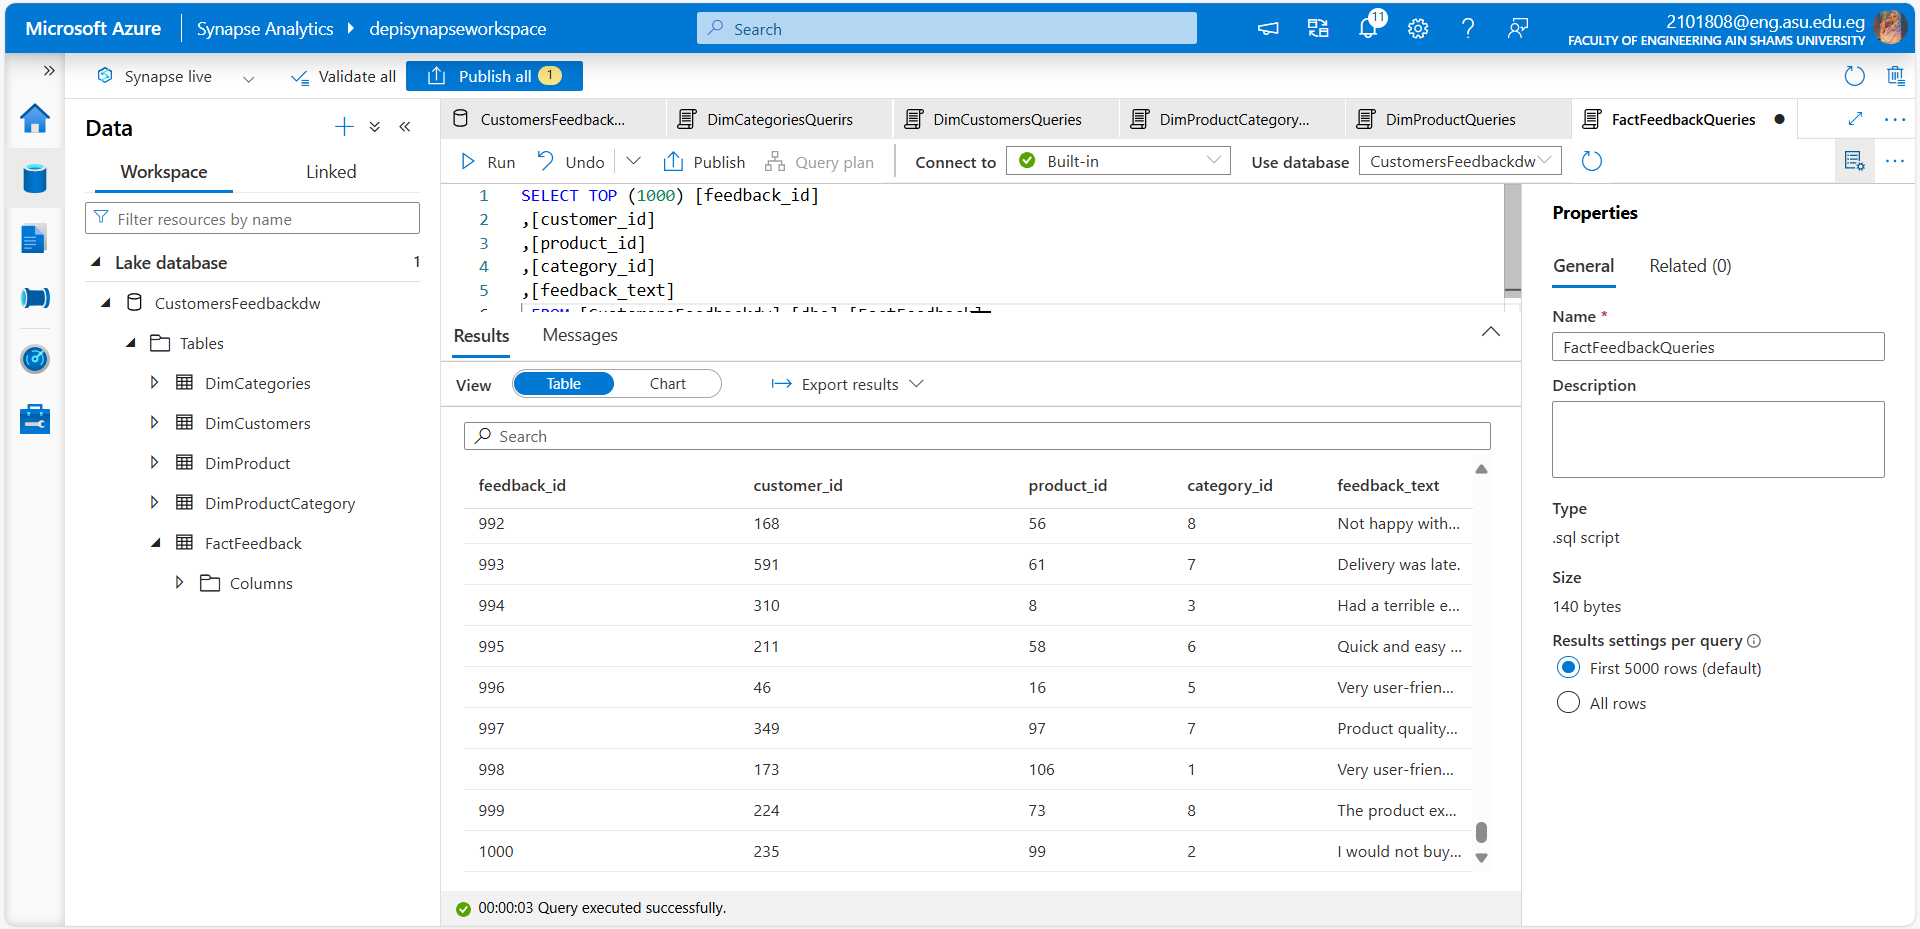 Microsoft Azure
Synapse Analytics
depisynapseworkspace
Search
11
2101808@eng.asu.edu.eg
FACULTY OF ENGINEERING AIN SHAMS UNIVERSITY
Synapse live
Validate all
Publish all 1
Data
Workspace
Linked
Filter resources by name
Lake database 1
CustomersFeedbackdw
Tables
DimCategories
DimCustomers
DimProduct
DimProductCategory
FactFeedback
Columns
CustomersFeedback...
DimCategoriesQuerirs
DimCustomersQueries
DimProductCategory...
DimProductQueries
FactFeedbackQueries
Run
Undo
Publish
Query plan
Connect to
Built-in
Use database
CustomersFeedbackdw
1 SELECT TOP (1000) [feedback_id]
2 ,[customer_id]
3 ,[product_id]
4 ,[category_id]
5 ,[feedback_text]
6 FROM [CustomersFeedbackdw].[dbo].[FactFeedback]
Results
Messages
View
Table
Chart
Export results
Search
feedback_id customer_id product_id category_id feedback_text
992 168 56 8 Not happy with...
993 591 61 7 Delivery was late.
994 310 8 3 Had a terrible e...
995 211 58 6 Quick and easy ...
996 46 16 5 Very user-frien...
997 349 97 7 Product quality...
998 173 106 1 Very user-frien...
999 224 73 8 The product ex...
1000 235 99 2 I would not buy...
00:00:03 Query executed successfully.
Properties
General
Related (0)
Name *
FactFeedbackQueries
Description
Type
.sql script
Size
140 bytes
Results settings per query
First 5000 rows (default)
All rows